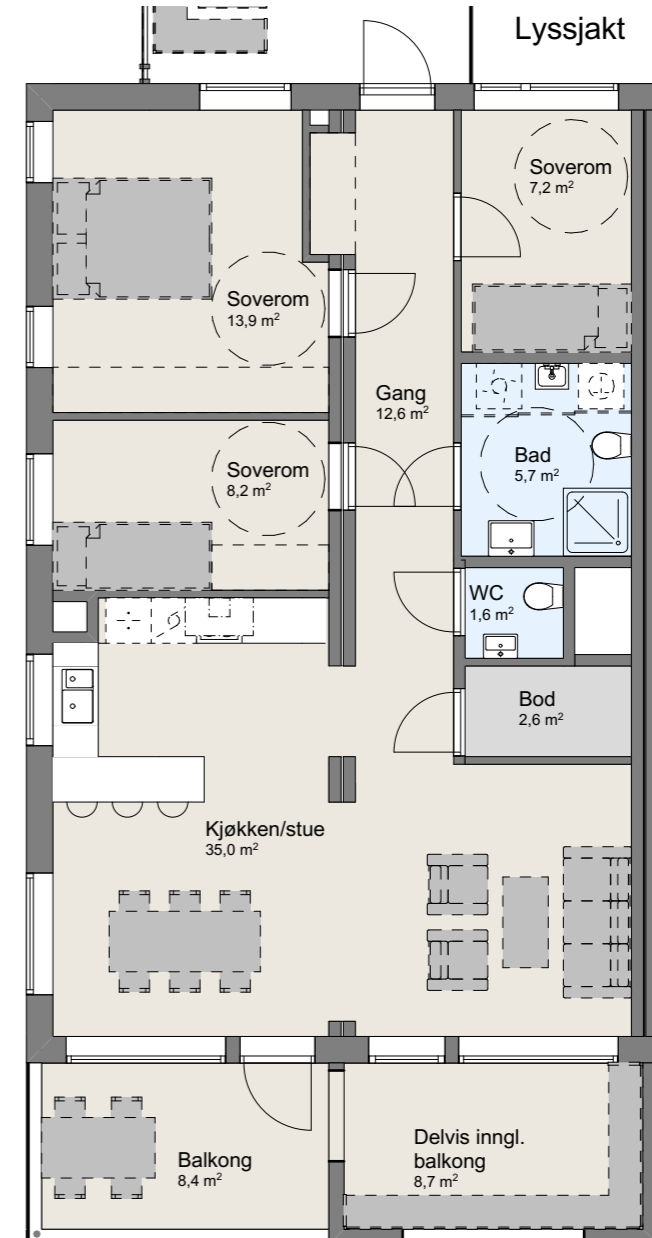 Lyssjakt
Soverom
7,2 m²
Soverom
13,9 m²
Gang
12,6 m²
Soverom
8,2 m²
Bad
5,7 m²
WC
1,6 m²
Bod
2,6 m²
Kjøkken/stue
35,0 m²
Balkong
8,4 m²
Delvis inngl.
balkong
8,7 m²